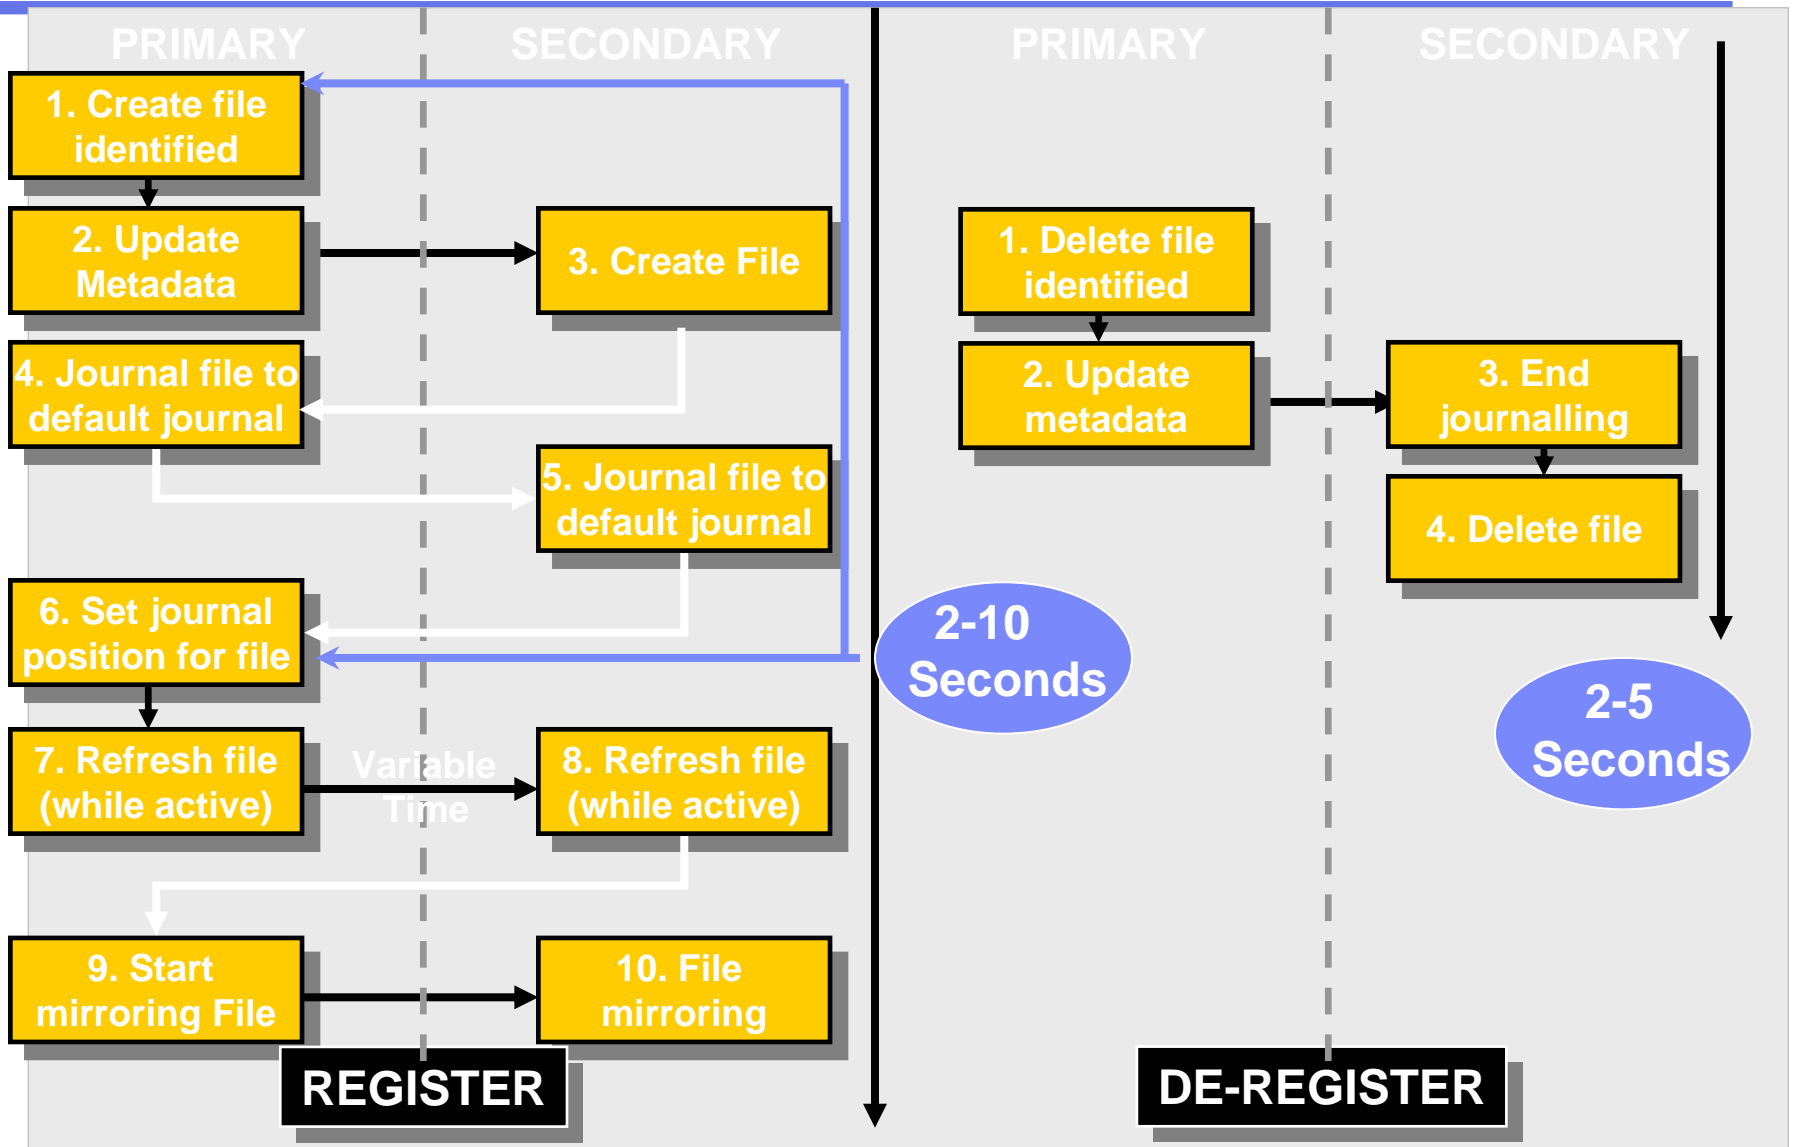 PRIMARY
SECONDARY
1. Create file
identified
2. Update
Metadata
3. Create File
4. Journal file to
default journal
5. Journal file to
default journal
6. Set journal
position for file
7. Refresh file
(while active)
Variable
Time
8. Refresh file
(while active)
9. Start
mirroring File
10. File
mirroring
REGISTER
2-10
Seconds
PRIMARY
SECONDARY
1. Delete file
identified
2. Update
metadata
3. End
journalling
4. Delete file
2-5
Seconds
DE-REGISTER